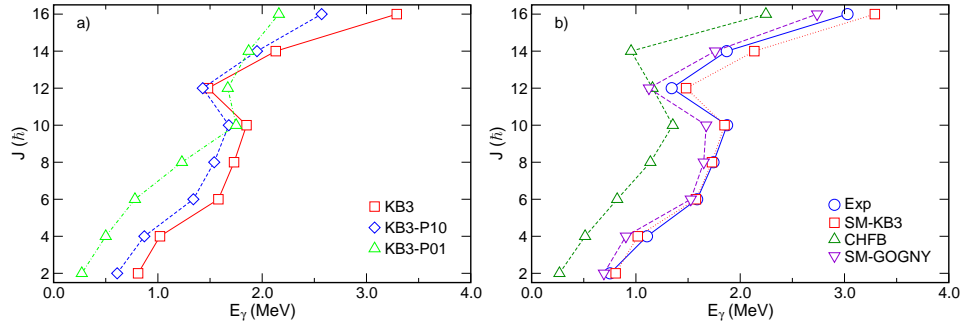 a)
16
14
12
10
8
6
4
2
J (ħ)
0.0
1.0
2.0
3.0
4.0
Eγ (MeV)
KB3
KB3-P10
KB3-P01
b)
16
14
12
10
8
6
4
2
J (ħ)
0.0
1.0
2.0
3.0
4.0
Eγ (MeV)
Exp
SM-KB3
CHFB
SM-GOGNY